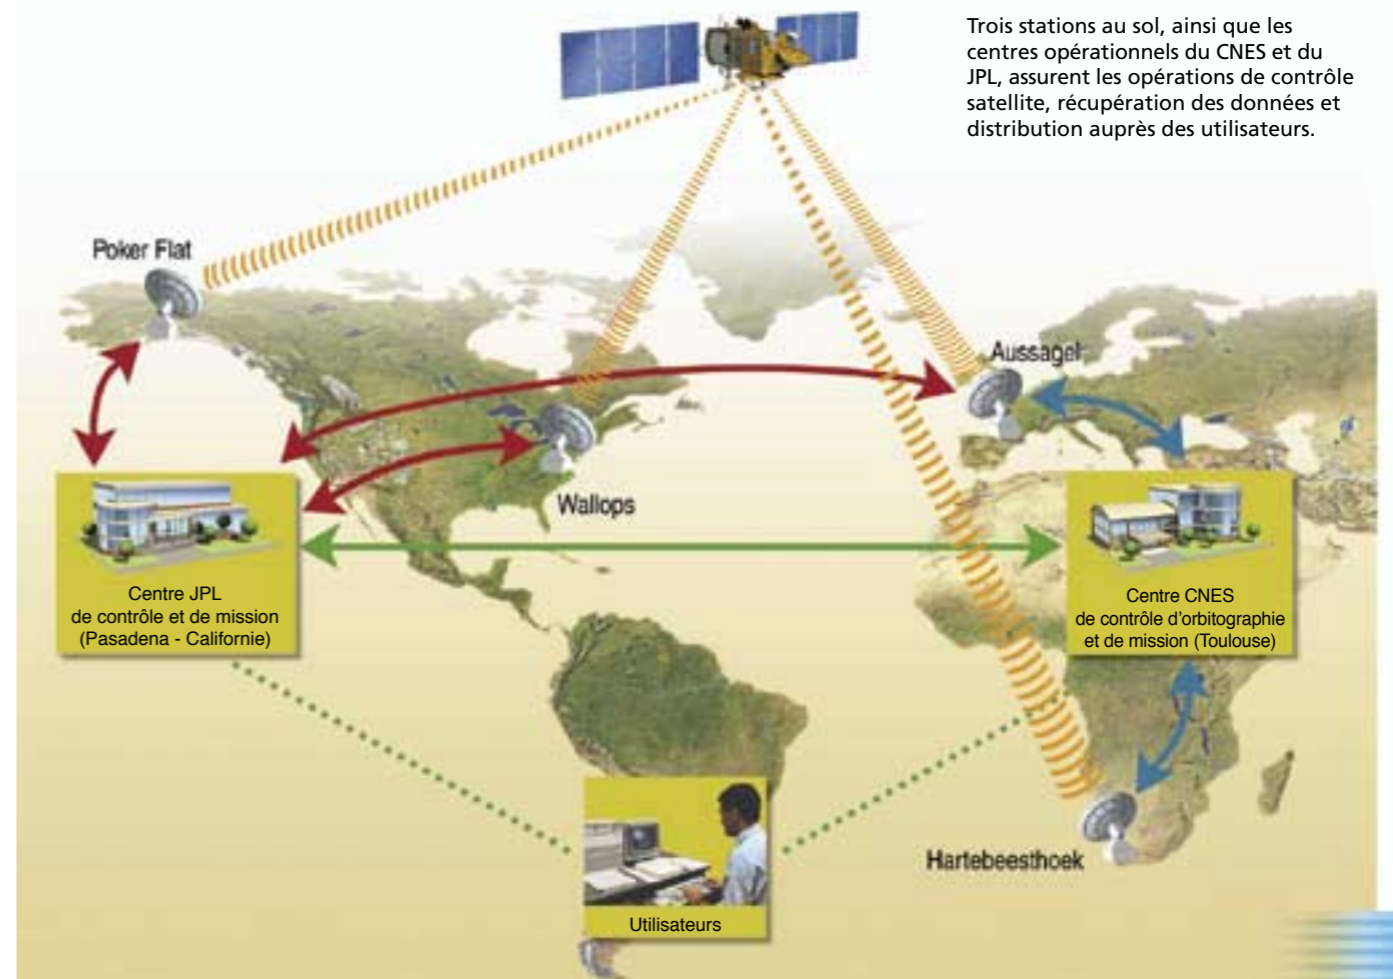 Trois stations au sol, ainsi que les
centres opérationnels du CNES et du
JPL, assurent les opérations de contrôle
satellite, récupération des données et
distribution auprès des utilisateurs.
Poker Flat
Aussagel
Wallops
Centre JPL
de contrôle et de mission
(Pasadena - Californie)
Centre CNES
de contrôle d'orbitographie
et de mission (Toulouse)
Hartebeesthoek
Utilisateurs